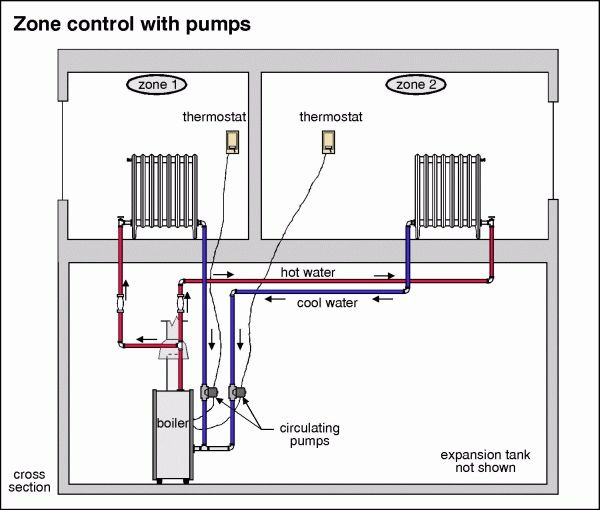 Zone control with pumps
zone 1
zone 2
thermostat
thermostat
hot water
cool water
boiler
circulating
pumps
expansion tank
not shown
cross
section